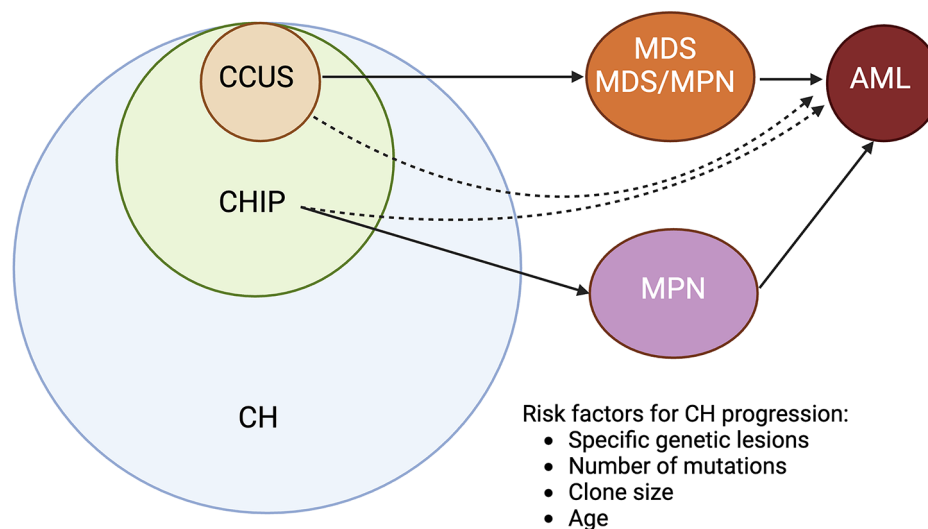 CCUS
MDS
MDS/MPN
AML
CHIP
MPN
CH
Risk factors for CH progression:
• Specific genetic lesions
• Number of mutations
• Clone size
• Age